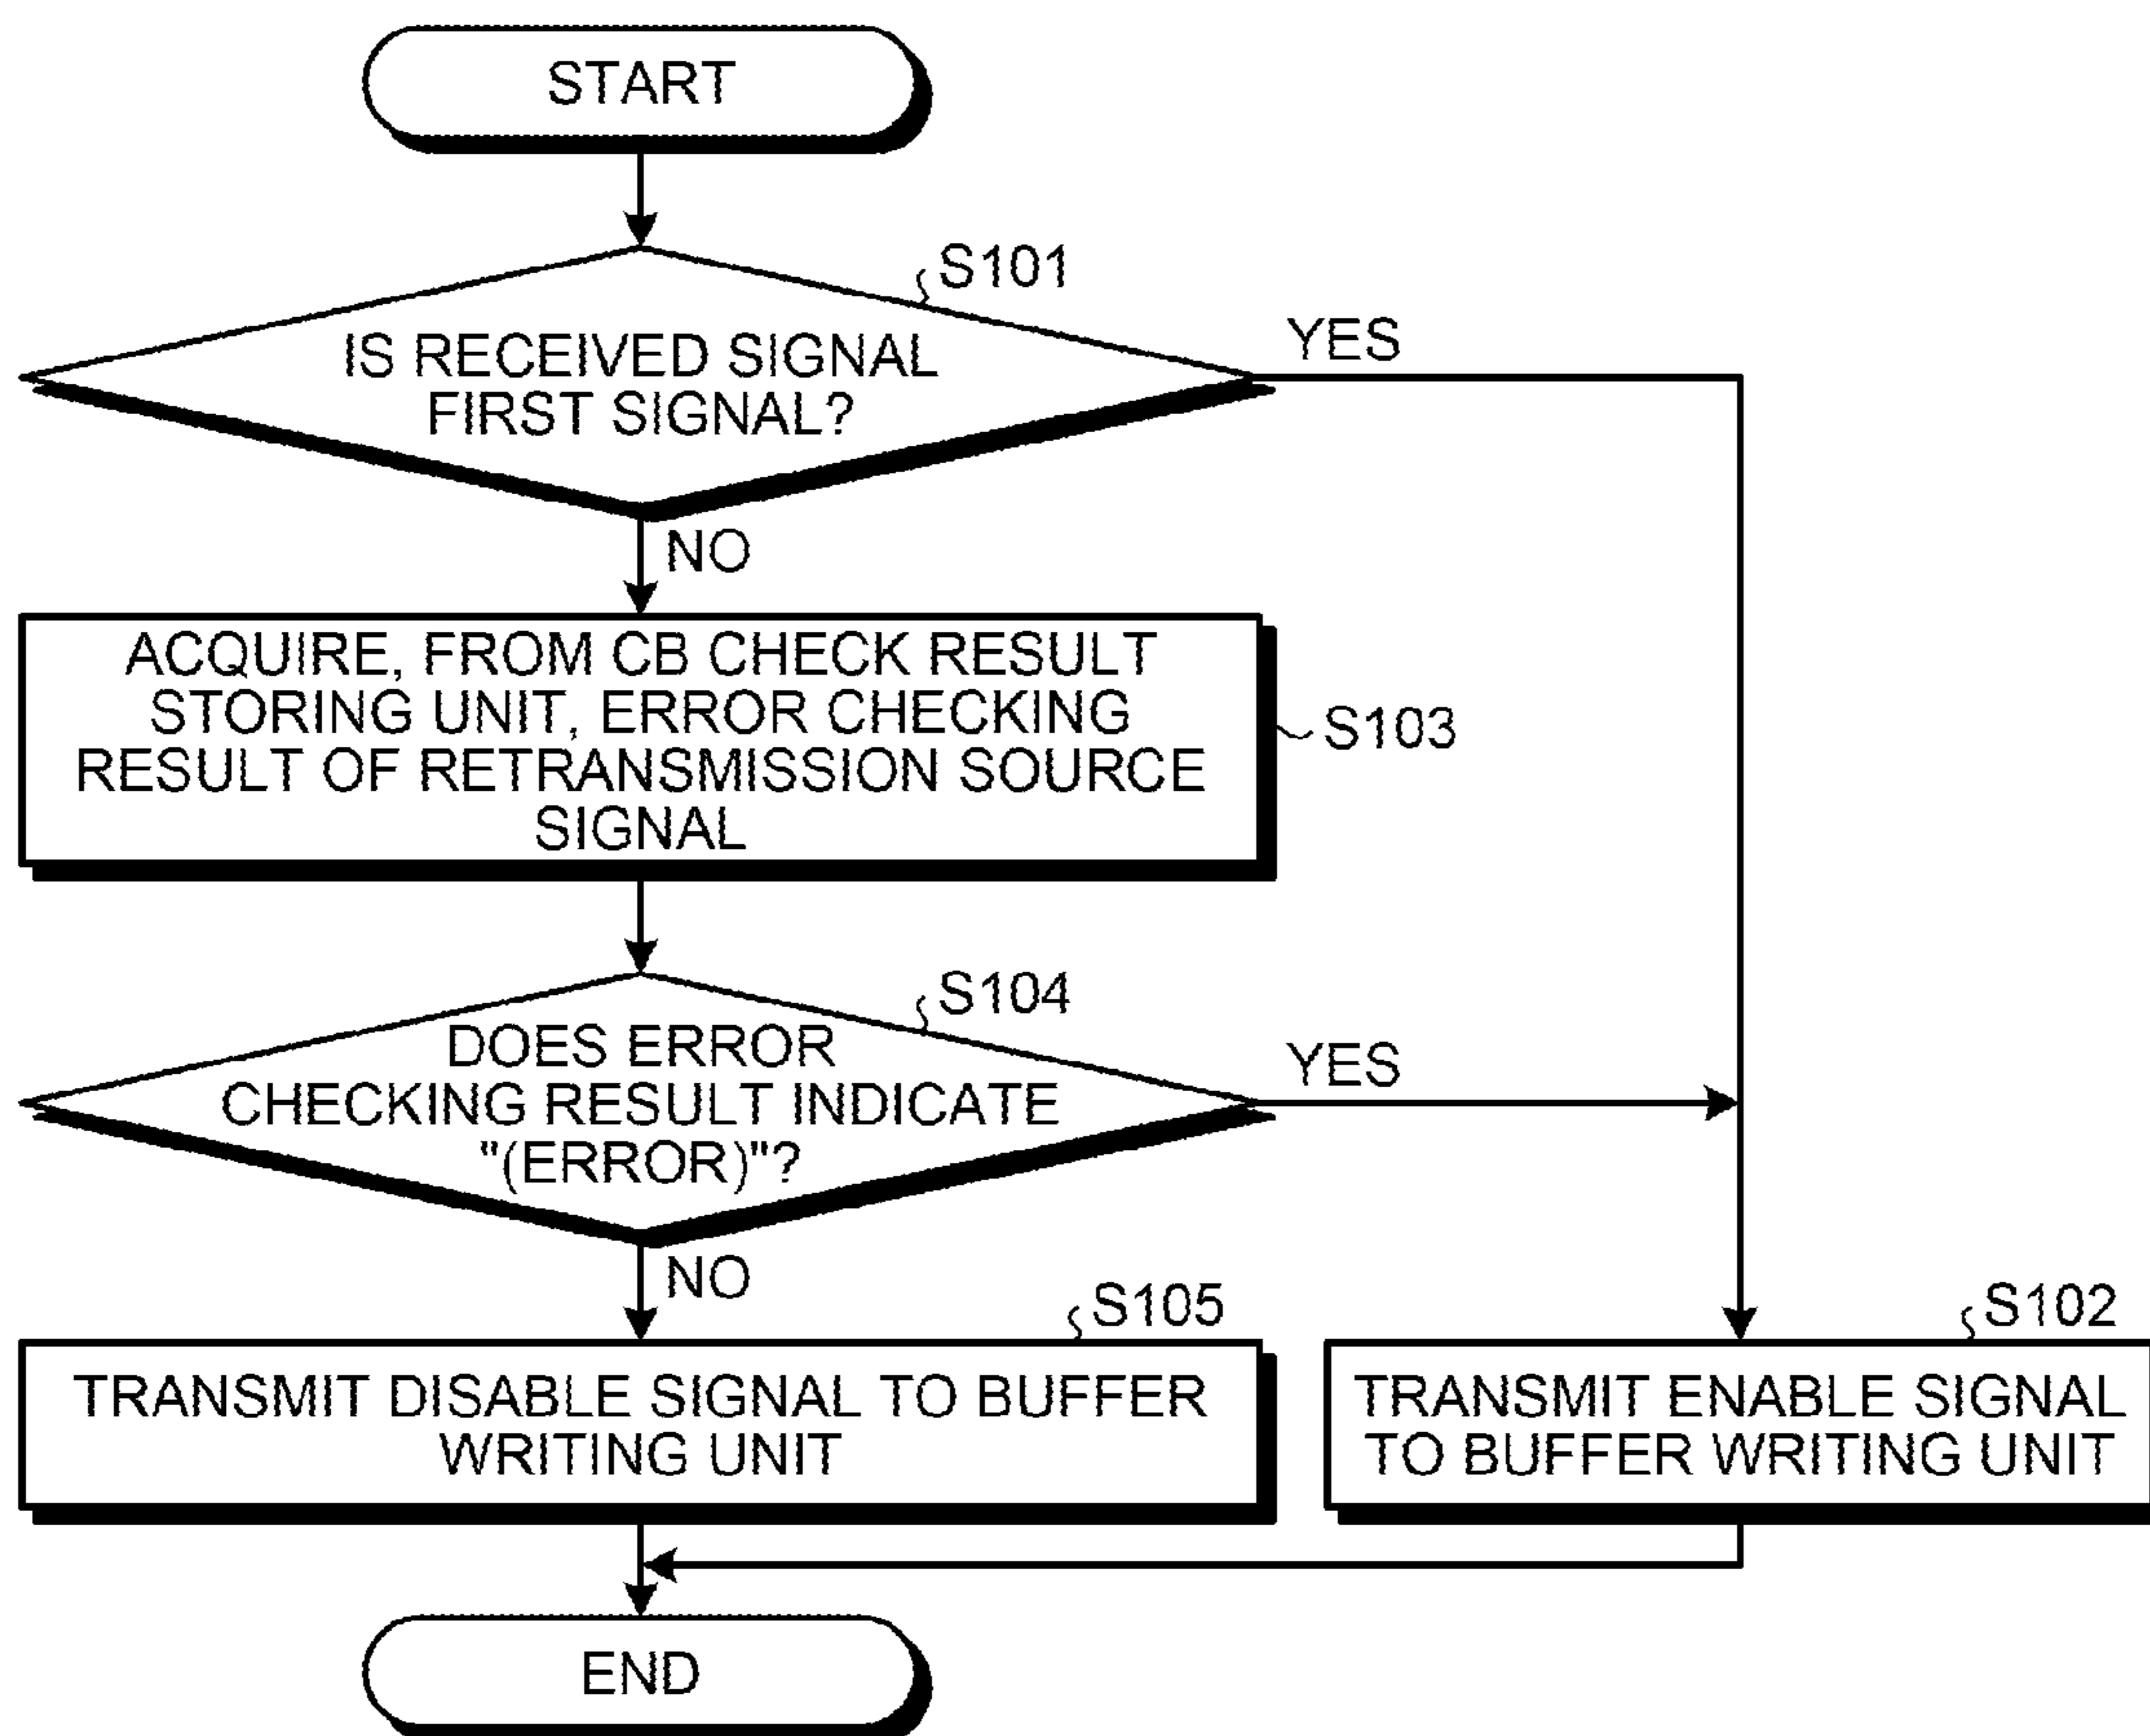 START
S101
IS RECEIVED SIGNAL
FIRST SIGNAL?
YES
NO
ACQUIRE, FROM CB CHECK RESULT
STORING UNIT, ERROR CHECKING
RESULT OF RETRANSMISSION SOURCE
SIGNAL
S103
S104
DOES ERROR
CHECKING RESULT INDICATE
"(ERROR)"?
YES
NO
S105
TRANSMIT DISABLE SIGNAL TO BUFFER
WRITING UNIT
S102
TRANSMIT ENABLE SIGNAL
TO BUFFER WRITING UNIT
END